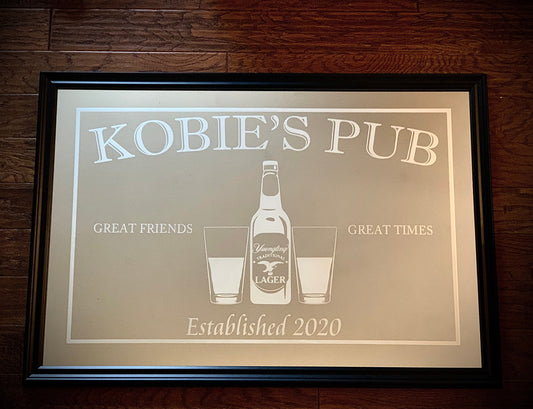 KOBIE'S PUB
GREAT FRIENDS
GREAT TIMES
Yuengling
TRADITIONAL
LAGER
Established 2020